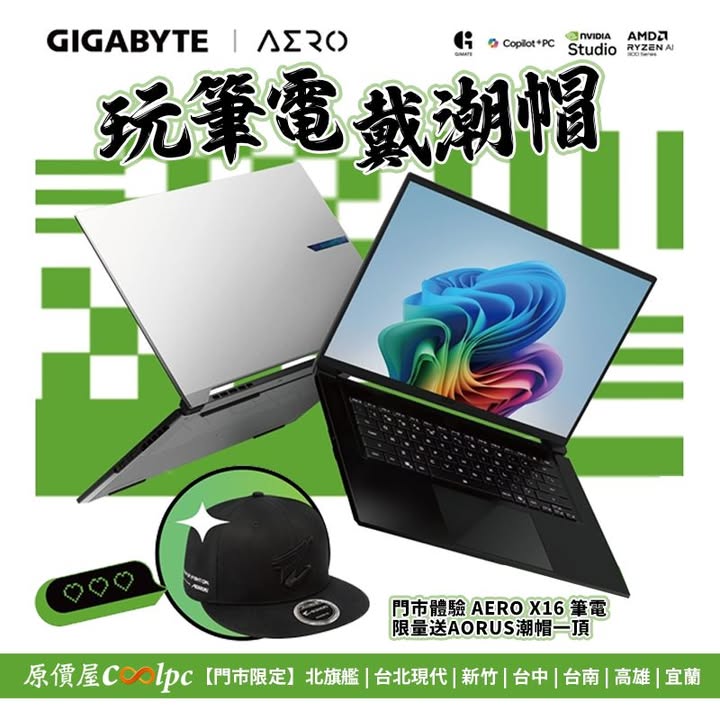 GIGABYTE | AERO
GiMATE
Copilot+PC
NVIDIA
Studio
AMD
RYZEN AI
300 Series
玩筆電 戴潮帽
門市體驗 AERO X16 筆電
限量送AORUS潮帽一頂
原價屋coolpc【門市限定】北旗艦 | 台北現代 | 新竹 | 台中 | 台南 | 高雄 | 宜蘭